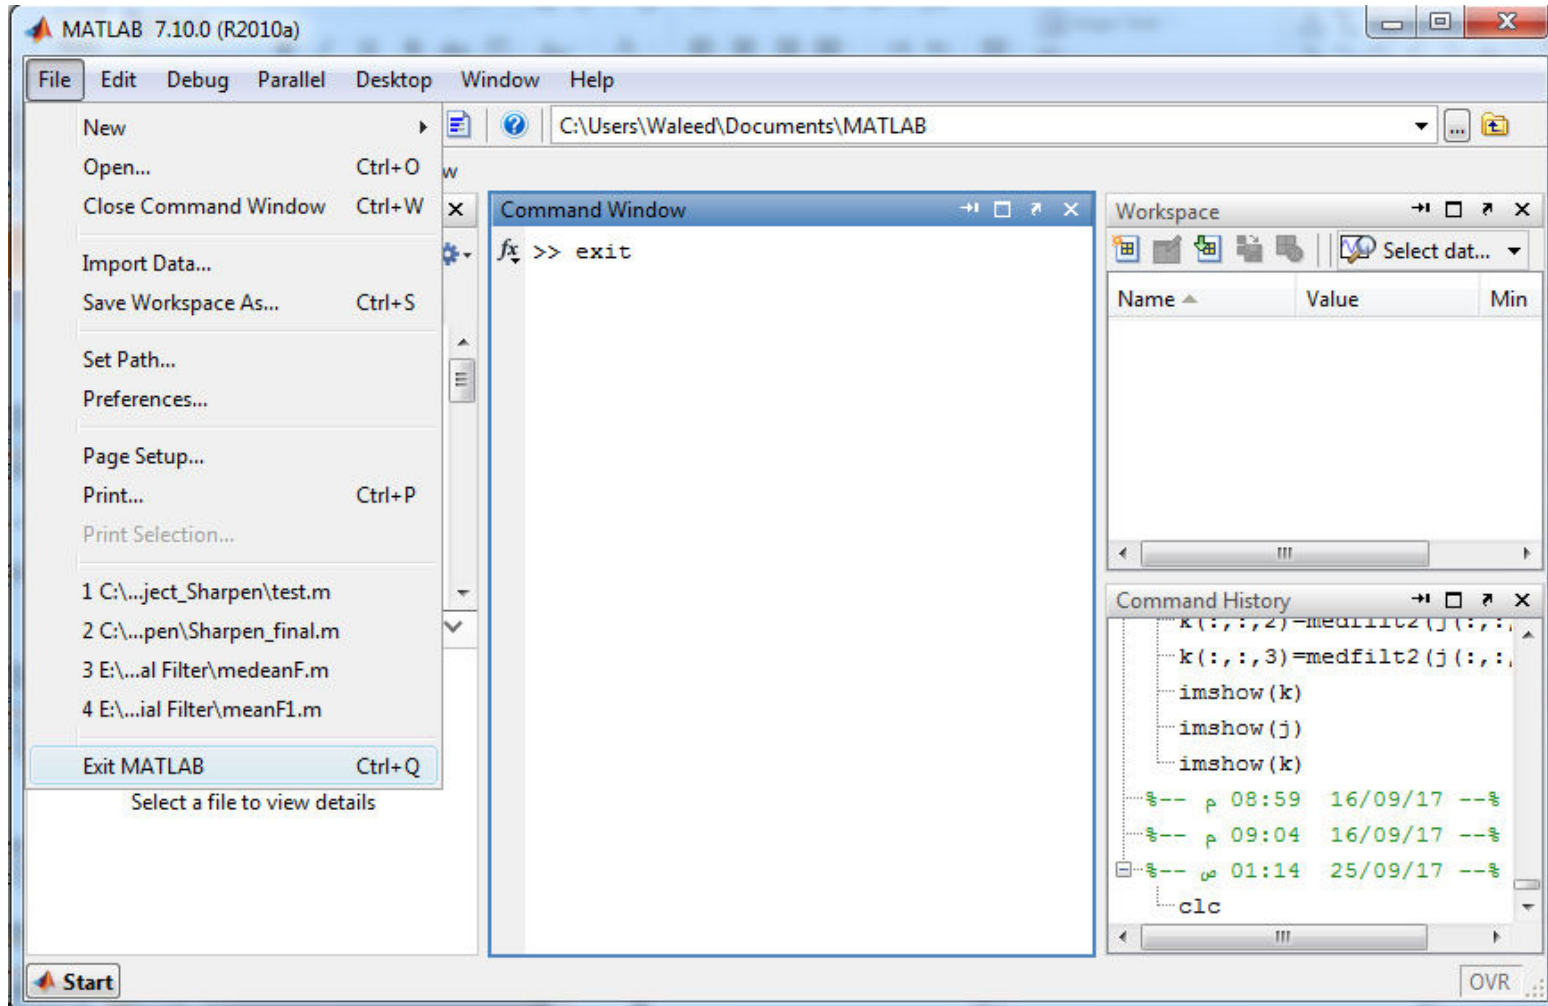 MATLAB 7.10.0 (R2010a)
File Edit Debug Parallel Desktop Window Help
C:\Users\Waleed\Documents\MATLAB
New
Open... Ctrl+O
Close Command Window Ctrl+W
Import Data...
Save Workspace As... Ctrl+S
Set Path...
Preferences...
Page Setup...
Print... Ctrl+P
Print Selection...
1 C:\...ject_Sharpen\test.m
2 C:\...pen\Sharpen_final.m
3 E:\...al Filter\medeanF.m
4 E:\...ial Filter\meanF1.m
Exit MATLAB Ctrl+Q
Select a file to view details
w
Command Window
fx >> exit
Workspace
Select dat...
Name Value Min
Command History
k(:,:,2)=medfilt2(j(:,:,
k(:,:,3)=medfilt2(j(:,:,
imshow(k)
imshow(j)
imshow(k)
%-- م 08:59 16/09/17 --%
%-- م 09:04 16/09/17 --%
%-- ص 01:14 25/09/17 --%
clc
Start
OVR